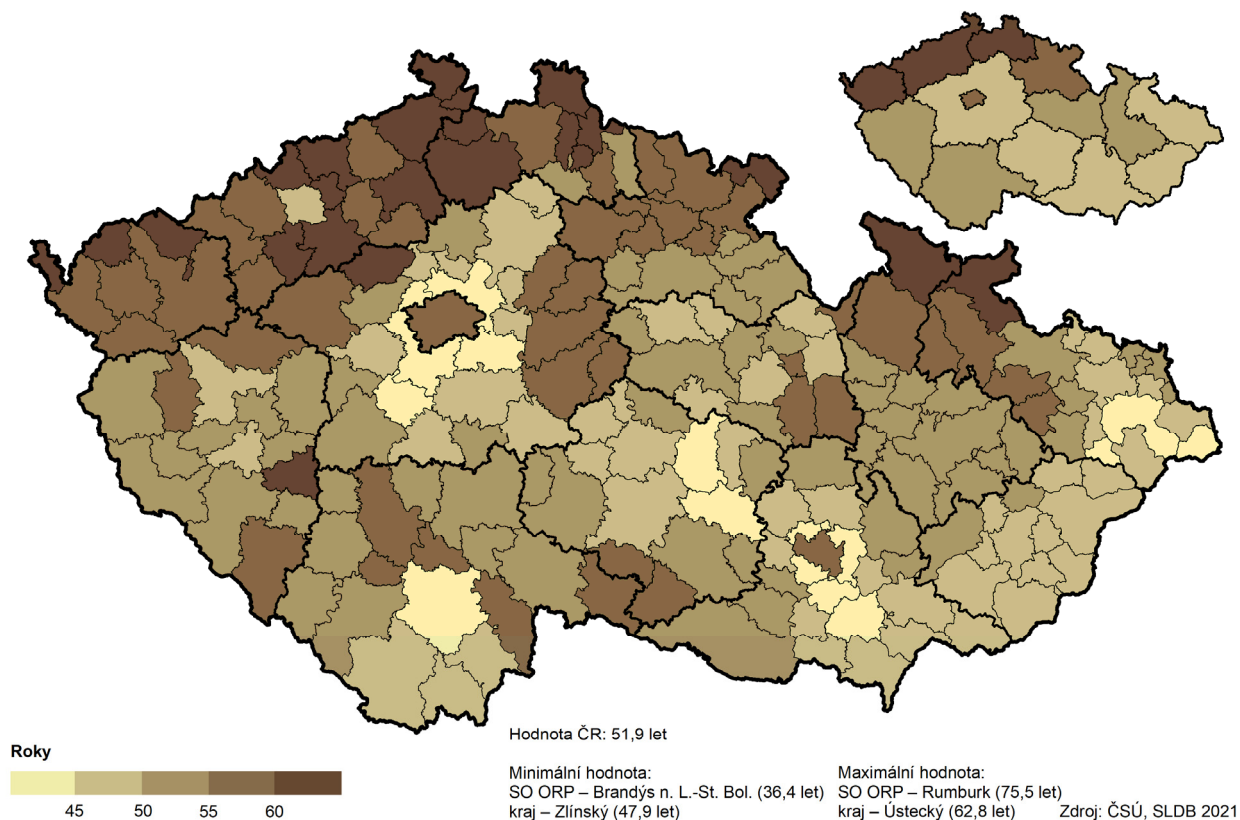 Hodnota ČR: 51,9 let
Roky
45 50 55 60
Minimální hodnota:
SO ORP – Brandýs n. L.-St. Bol. (36,4 let)
kraj – Zlínský (47,9 let)
Maximální hodnota:
SO ORP – Rumburk (75,5 let)
kraj – Ústecký (62,8 let)
Zdroj: ČSÚ, SLDB 2021